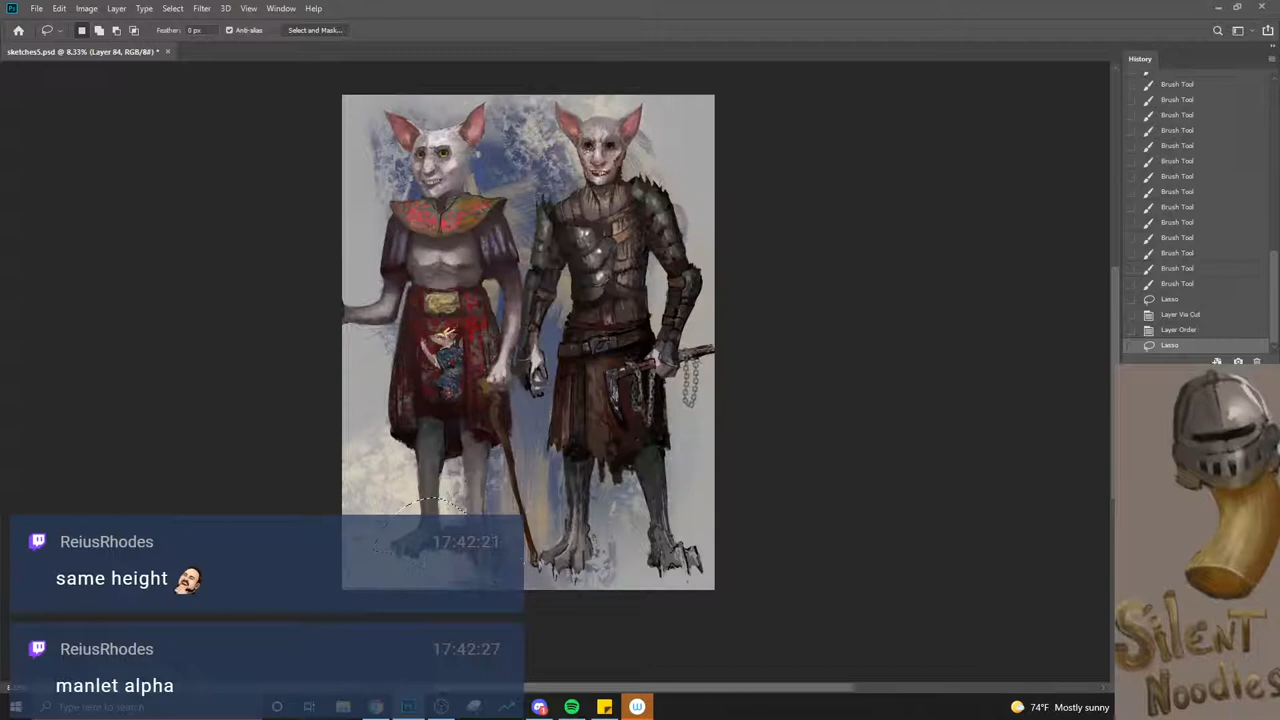 File Edit Image Layer Type Select Filter 3D View Window Help
Feather: 0 px Anti-alias Select and Mask...
sketches5.psd @ 8.33% (Layer 84, RGB/8#) *
History
Brush Tool
Brush Tool
Brush Tool
Brush Tool
Brush Tool
Brush Tool
Brush Tool
Brush Tool
Brush Tool
Brush Tool
Brush Tool
Brush Tool
Brush Tool
Brush Tool
Lasso
Layer Via Cut
Layer Order
Lasso
ReiusRhodes 17:42:21
same height
ReiusRhodes 17:42:27
manlet alpha
Silent
Noodles
Type here to search
74°F Mostly sunny